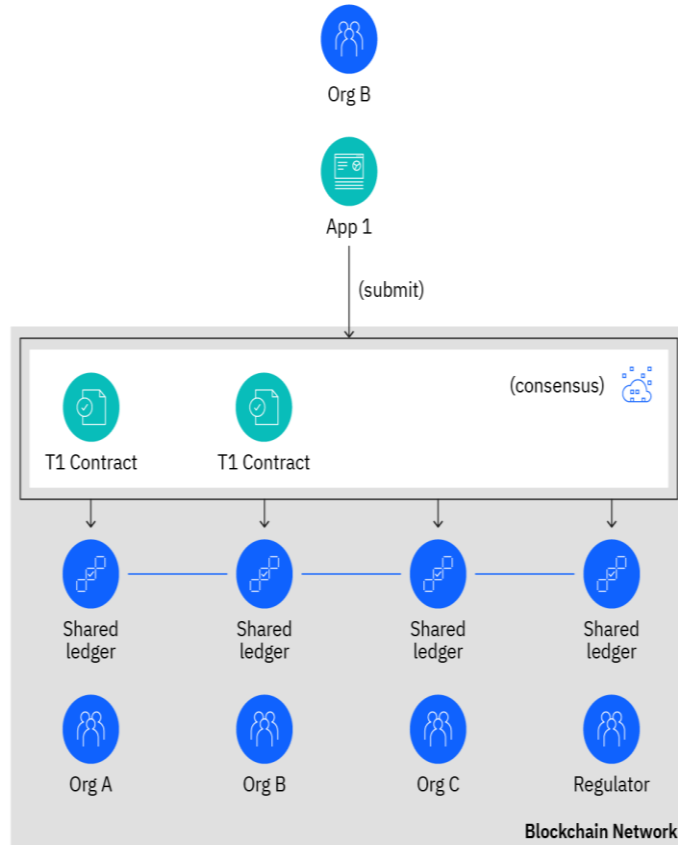 Org B
App 1
(submit)
(consensus)
T1 Contract
T1 Contract
Shared
ledger
Shared
ledger
Shared
ledger
Shared
ledger
Org A
Org B
Org C
Regulator
Blockchain Network